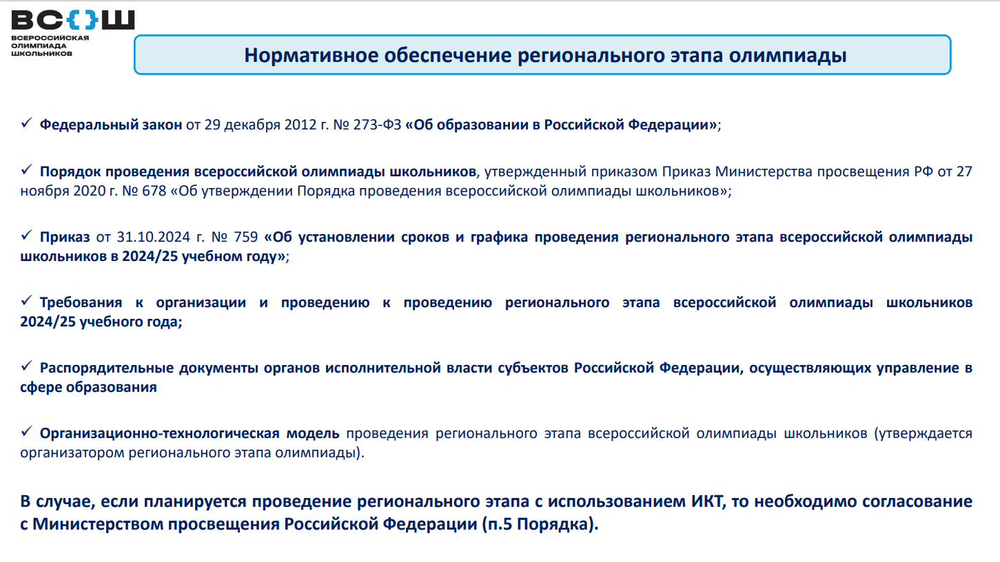 ВС{}Ш
ВСЕРОССИЙСКАЯ
ОЛИМПИАДА
ШКОЛЬНИКОВ
Нормативное обеспечение регионального этапа олимпиады
✓ Федеральный закон от 29 декабря 2012 г. № 273-ФЗ «Об образовании в Российской Федерации»;
✓ Порядок проведения всероссийской олимпиады школьников, утвержденный приказом Приказ Министерства просвещения РФ от 27
ноября 2020 г. № 678 «Об утверждении Порядка проведения всероссийской олимпиады школьников»;
✓ Приказ от 31.10.2024 г. № 759 «Об установлении сроков и графика проведения регионального этапа всероссийской олимпиады
школьников в 2024/25 учебном году»;
✓ Требования к организации и проведению к проведению регионального этапа всероссийской олимпиады школьников
2024/25 учебного года;
✓ Распорядительные документы органов исполнительной власти субъектов Российской Федерации, осуществляющих управление в
сфере образования
✓ Организационно-технологическая модель проведения регионального этапа всероссийской олимпиады школьников (утверждается
организатором регионального этапа олимпиады).
В случае, если планируется проведение регионального этапа с использованием ИКТ, то необходимо согласование
с Министерством просвещения Российской Федерации (п.5 Порядка).